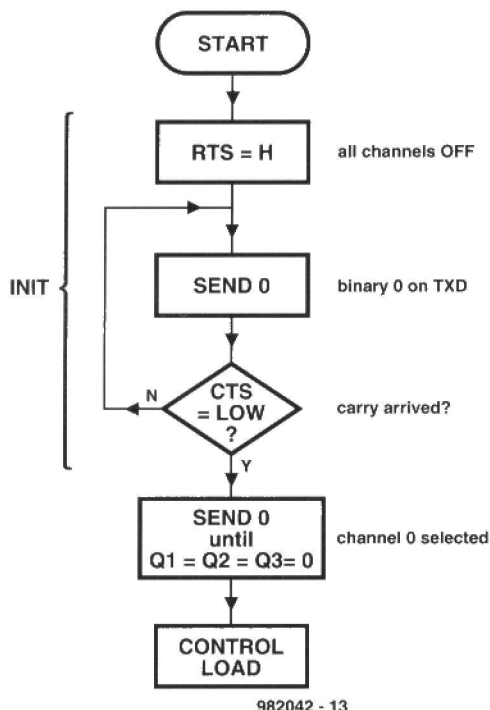 START
RTS = H
all channels OFF
INIT
SEND 0
binary 0 on TXD
N
CTS
= LOW
?
carry arrived?
Y
SEND 0
until
Q1 = Q2 = Q3= 0
channel 0 selected
CONTROL
LOAD
982042 - 13